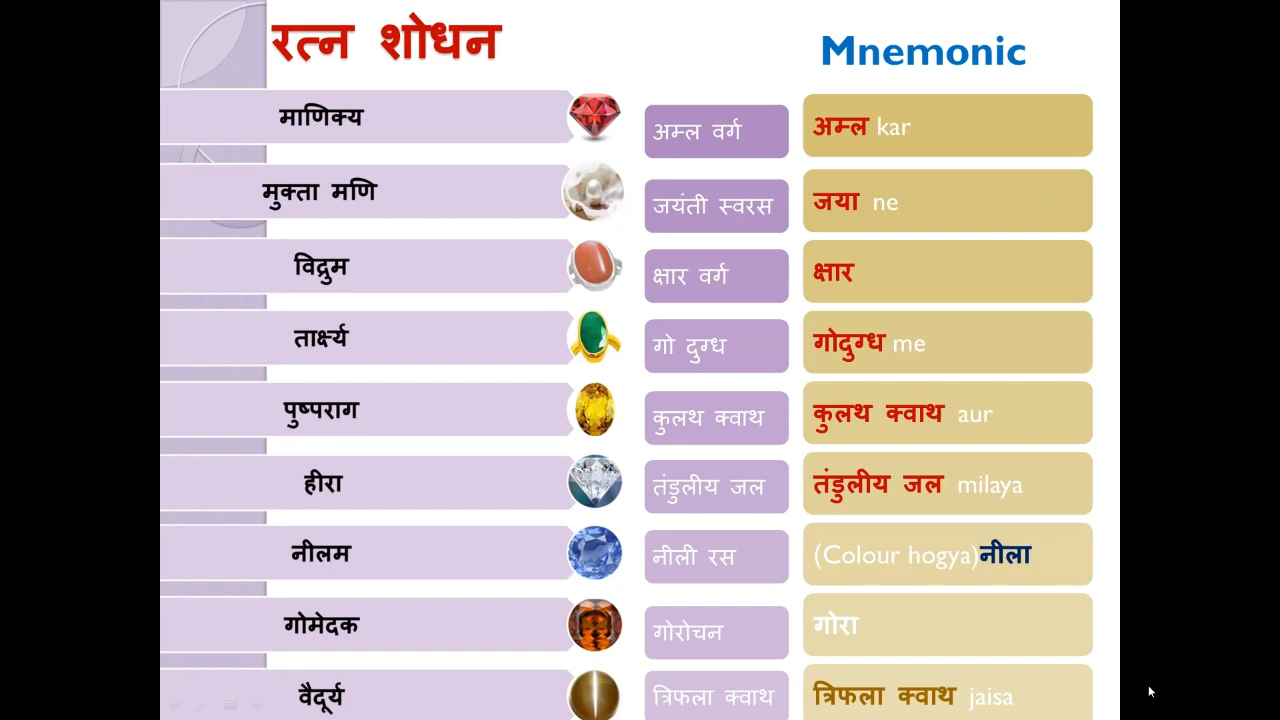 रत्न शोधन
Mnemonic
माणिक्य
अम्ल वर्ग
अम्ल kar
मुक्ता मणि
जयंती स्वरस
जया ne
विद्रुम
क्षार वर्ग
क्षार
तार्क्ष्य
गो दुग्ध
गोदुग्ध me
पुष्पराग
कुलथ क्वाथ
कुलथ क्वाथ aur
हीरा
तंडुलीय जल
तंडुलीय जल milaya
नीलम
नीली रस
(Colour hogya)नीला
गोमेदक
गोरोचन
गोरा
वैदूर्य
त्रिफला क्वाथ
त्रिफला क्वाथ jaisa